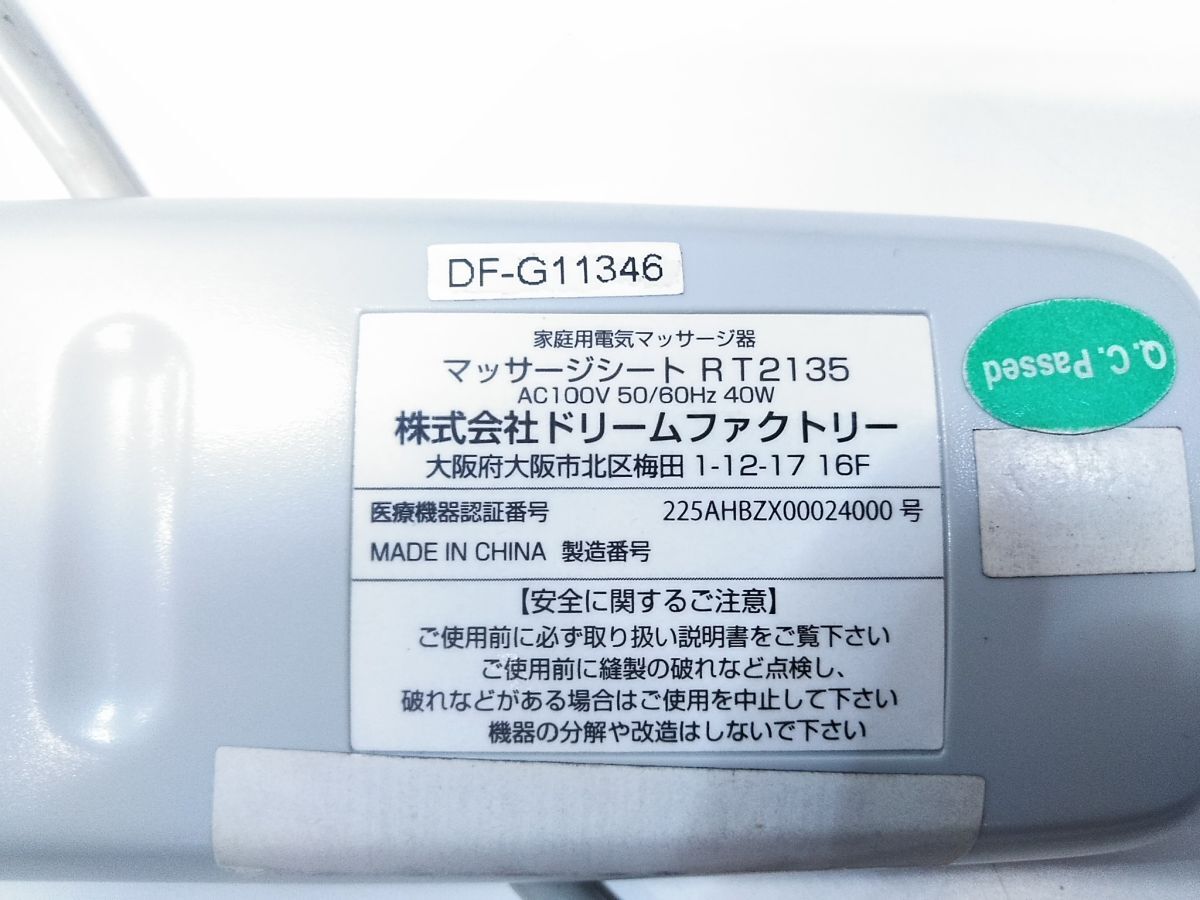 DF-G11346
家庭用電気マッサージ器
マッサージシート RT2135
AC100V 50/60Hz 40W
株式会社ドリームファクトリー
大阪府大阪市北区梅田 1-12-17 16F
医療機器認証番号 225AHBZX00024000 号
MADE IN CHINA 製造番号
【安全に関するご注意】
ご使用前に必ず取り扱い説明書をご覧下さい
ご使用前に縫製の破れなど点検し、
破れなどがある場合はご使用を中止して下さい
機器の分解や改造はしないで下さい
Q.C.Passed